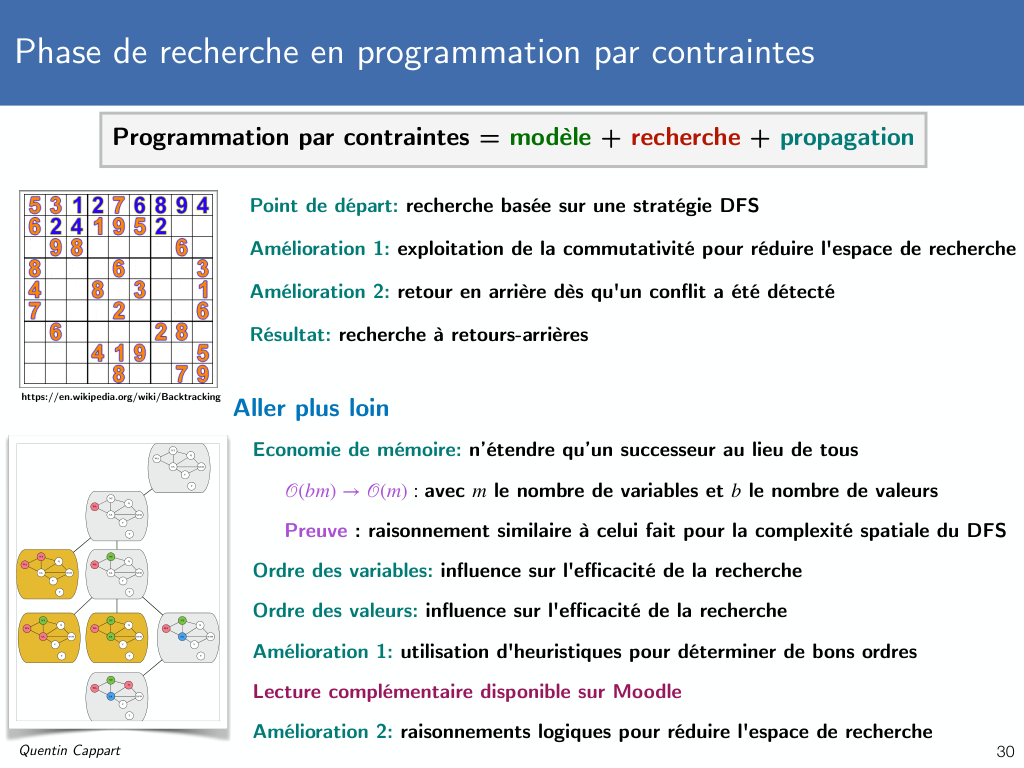 Phase de recherche en programmation par contraintes
Programmation par contraintes = modèle + recherche + propagation
5 3 1 2 7 6 8 9 4
6 2 4 1 9 5 2
9 8 6
8 6 3
4 8 3 1
7 2 6
6 2 8
4 1 9 5
8 7 9
https://en.wikipedia.org/wiki/Backtracking
Point de départ: recherche basée sur une stratégie DFS
Amélioration 1: exploitation de la commutativité pour réduire l'espace de recherche
Amélioration 2: retour en arrière dès qu'un conflit a été détecté
Résultat: recherche à retours-arrières
Aller plus loin
Economie de mémoire: n’étendre qu’un successeur au lieu de tous
𝒪(bm) → 𝒪(m) : avec m le nombre de variables et b le nombre de valeurs
Preuve : raisonnement similaire à celui fait pour la complexité spatiale du DFS
Ordre des variables: influence sur l'efficacité de la recherche
Ordre des valeurs: influence sur l'efficacité de la recherche
Amélioration 1: utilisation d'heuristiques pour déterminer de bons ordres
Lecture complémentaire disponible sur Moodle
Amélioration 2: raisonnements logiques pour réduire l'espace de recherche
Quentin Cappart
30